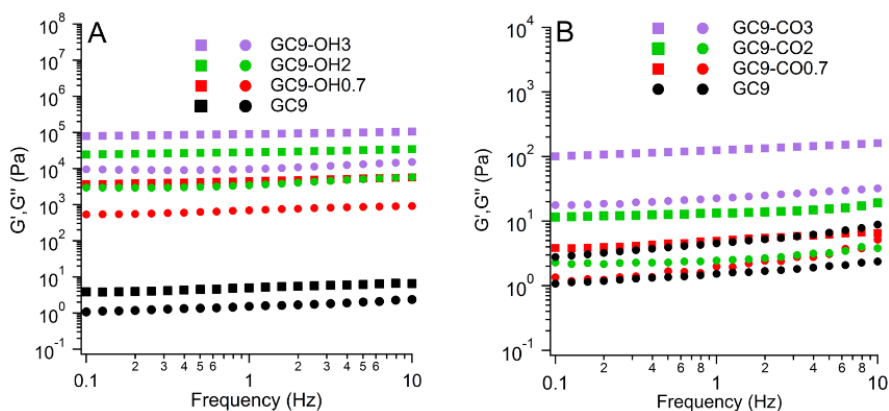 A
GC9-OH3
GC9-OH2
GC9-OH0.7
GC9
10^8
10^7
10^6
10^5
10^4
10^3
10^2
10^1
10^0
10^-1
G',G'' (Pa)
0.1 2 3 4 5 6 1 2 3 4 5 6 10
Frequency (Hz)
B
GC9-CO3
GC9-CO2
GC9-CO0.7
GC9
10^4
10^3
10^2
10^1
10^0
10^-1
G',G'' (Pa)
0.1 2 4 6 8 1 2 4 6 8 10
Frequency (Hz)